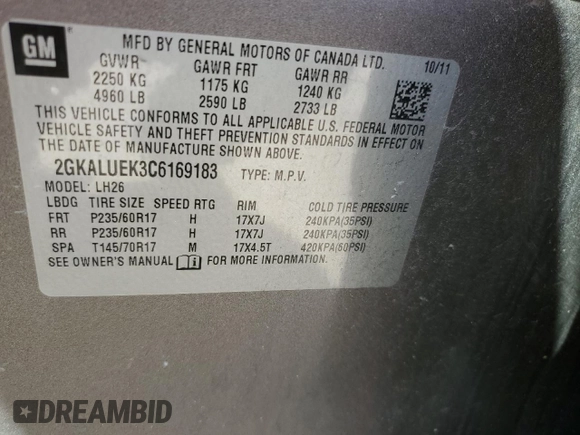 GM
MFD BY GENERAL MOTORS OF CANADA LTD. 10/11
GVWR GAWR FRT GAWR RR
2250 KG 1175 KG 1240 KG
4960 LB 2590 LB 2733 LB
THIS VEHICLE CONFORMS TO ALL APPLICABLE U.S. FEDERAL MOTOR
VEHICLE SAFETY AND THEFT PREVENTION STANDARDS IN EFFECT ON
THE DATE OF MANUFACTURE SHOWN ABOVE.
2GKALUEK3C6169183 TYPE: M.P.V.
MODEL: LH26
LBDG TIRE SIZE SPEED RTG RIM COLD TIRE PRESSURE
FRT P235/60R17 H 17X7J 240KPA(35PSI)
RR P235/60R17 H 17X7J 240KPA(35PSI)
SPA T145/70R17 M 17X4.5T 420KPA(60PSI)
SEE OWNER'S MANUAL FOR MORE INFORMATION.
DREAMBID